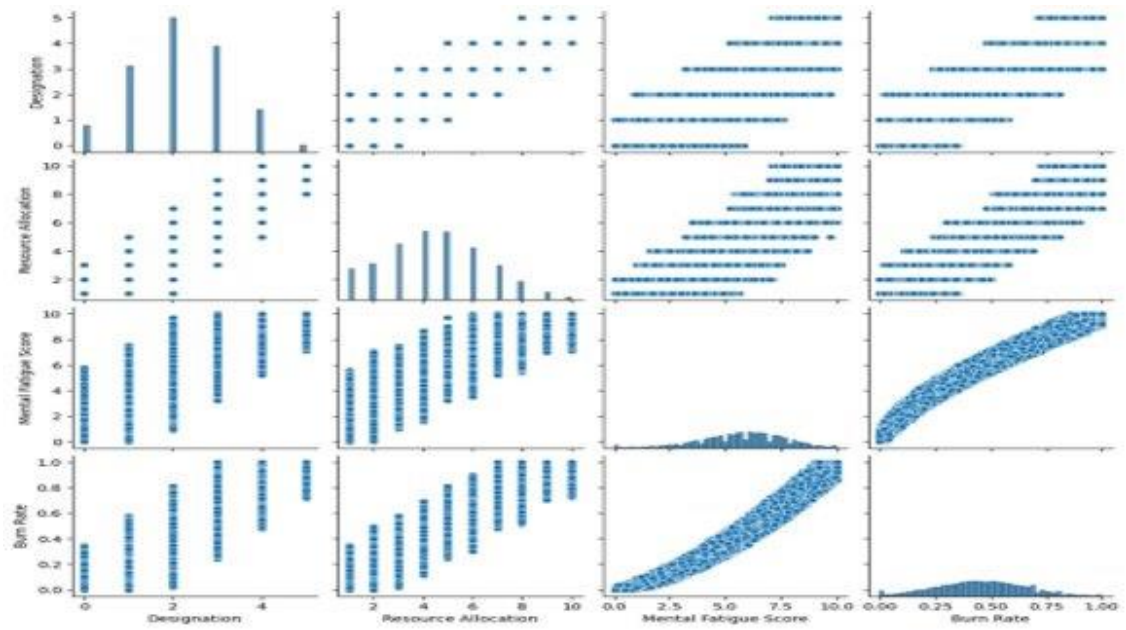 Designation
5
4
3
2
1
0
Resource Allocation
10
8
6
4
2
Mental Fatigue Score
10
8
6
4
2
0
Burn Rate
1.0
0.8
0.6
0.4
0.2
0.0
0 2 4
2 4 6 8 10
0.0 2.5 5.0 7.5 10.0
0.00 0.25 0.50 0.75 1.00
Designation
Resource Allocation
Mental Fatigue Score
Burn Rate